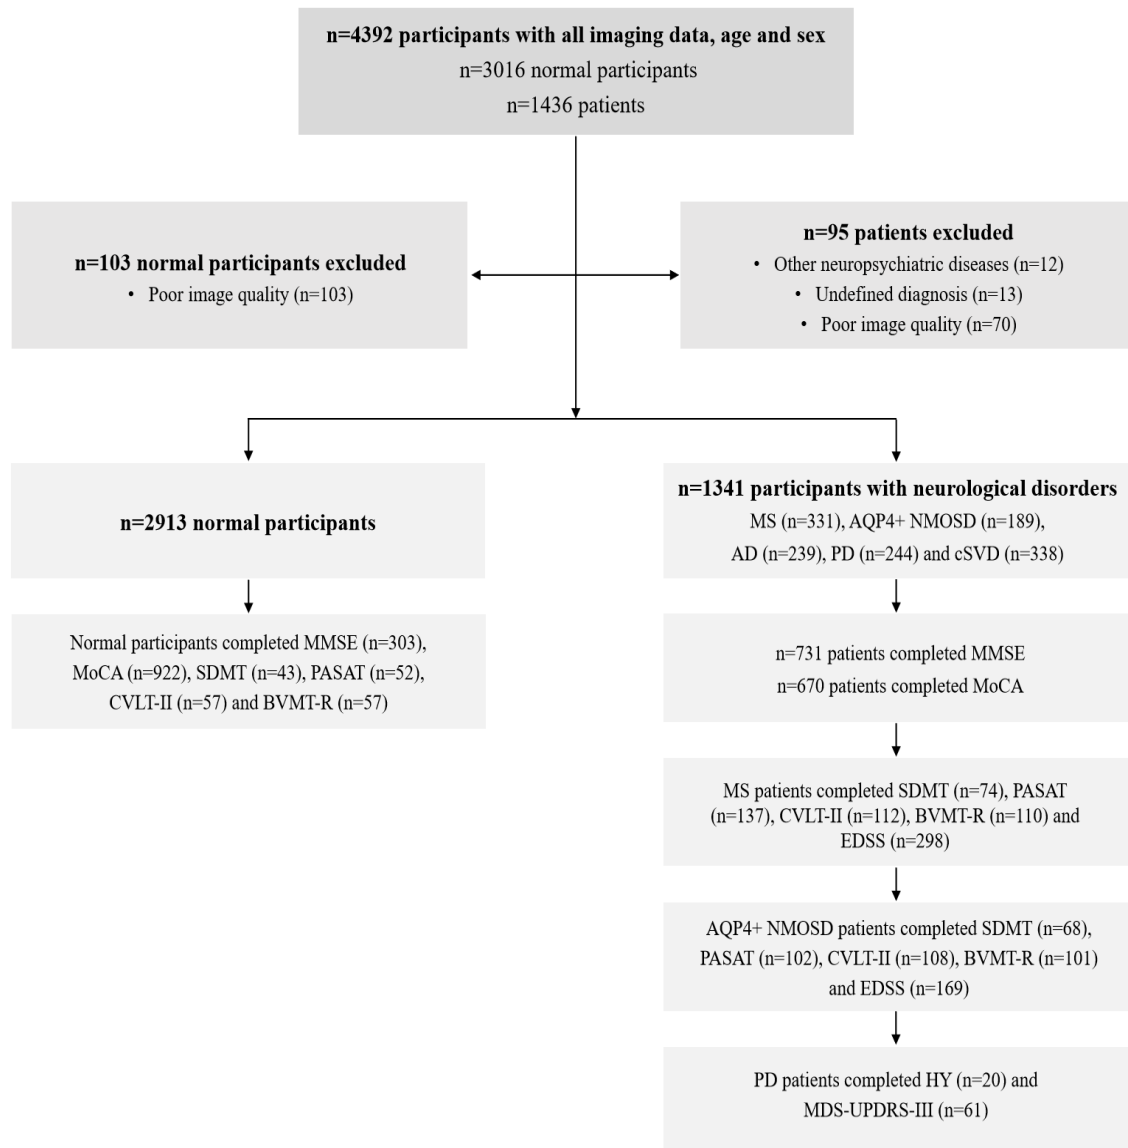 n=4392 participants with all imaging data, age and sex
n=3016 normal participants
n=1436 patients
n=103 normal participants excluded
• Poor image quality (n=103)
n=95 patients excluded
• Other neuropsychiatric diseases (n=12)
• Undefined diagnosis (n=13)
• Poor image quality (n=70)
n=2913 normal participants
Normal participants completed MMSE (n=303),
MoCA (n=922), SDMT (n=43), PASAT (n=52),
CVLT-II (n=57) and BVMT-R (n=57)
n=1341 participants with neurological disorders
MS (n=331), AQP4+ NMOSD (n=189),
AD (n=239), PD (n=244) and cSVD (n=338)
n=731 patients completed MMSE
n=670 patients completed MoCA
MS patients completed SDMT (n=74), PASAT
(n=137), CVLT-II (n=112), BVMT-R (n=110) and
EDSS (n=298)
AQP4+ NMOSD patients completed SDMT (n=68),
PASAT (n=102), CVLT-II (n=108), BVMT-R (n=101)
and EDSS (n=169)
PD patients completed HY (n=20) and
MDS-UPDRS-III (n=61)